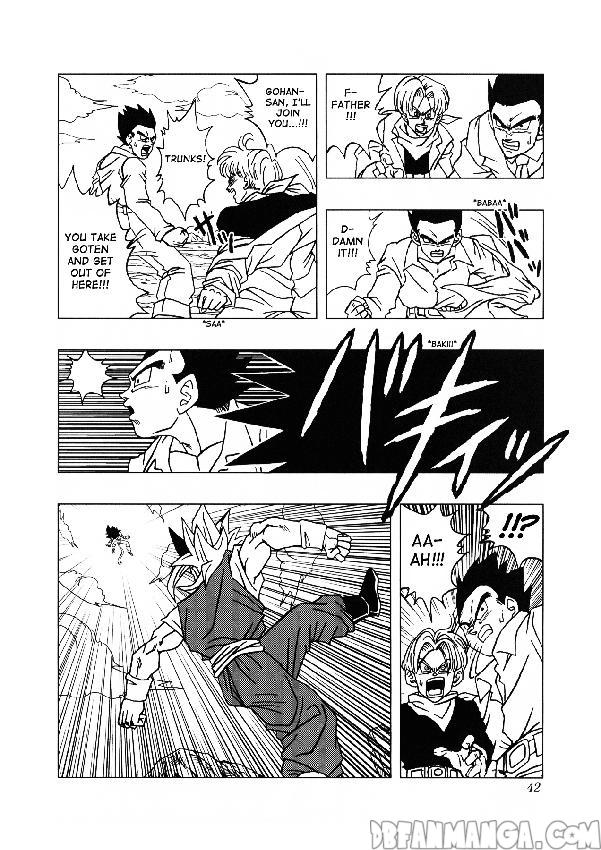 F-
FATHER
!!!
*BABAA*
D-
DAMN
IT!!!
GOHAN-
SAN, I'LL
JOIN
YOU...!!!
TRUNKS!
YOU TAKE
GOTEN
AND GET
OUT OF
HERE!!!
*SAA*
*BAKIII*
バキィッ
!!?
AA-
AH!!!
42
DBFANMANGA.COM